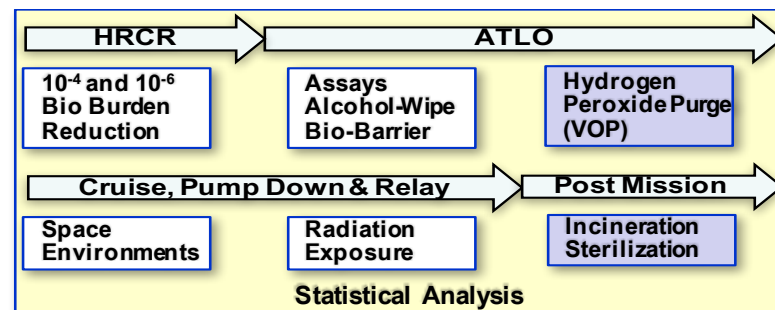 HRCR
ATLO
10-4 and 10-6
Bio Burden
Reduction
Assays
Alcohol-Wipe
Bio-Barrier
Hydrogen
Peroxide Purge
(VOP)
Cruise, Pump Down & Relay
Post Mission
Space
Environments
Radiation
Exposure
Incineration
Sterilization
Statistical Analysis